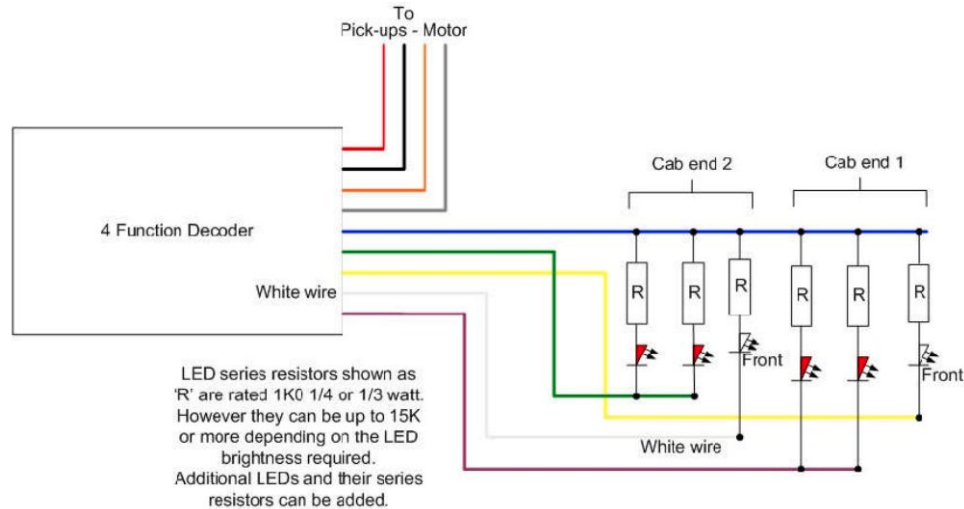 To
Pick-ups - Motor
Cab end 2
Cab end 1
4 Function Decoder
White wire
R
R
R
R
R
R
Front
Front
White wire
LED series resistors shown as
'R' are rated 1K0 1/4 or 1/3 watt.
However they can be up to 15K
or more depending on the LED
brightness required.
Additional LEDs and their series
resistors can be added.